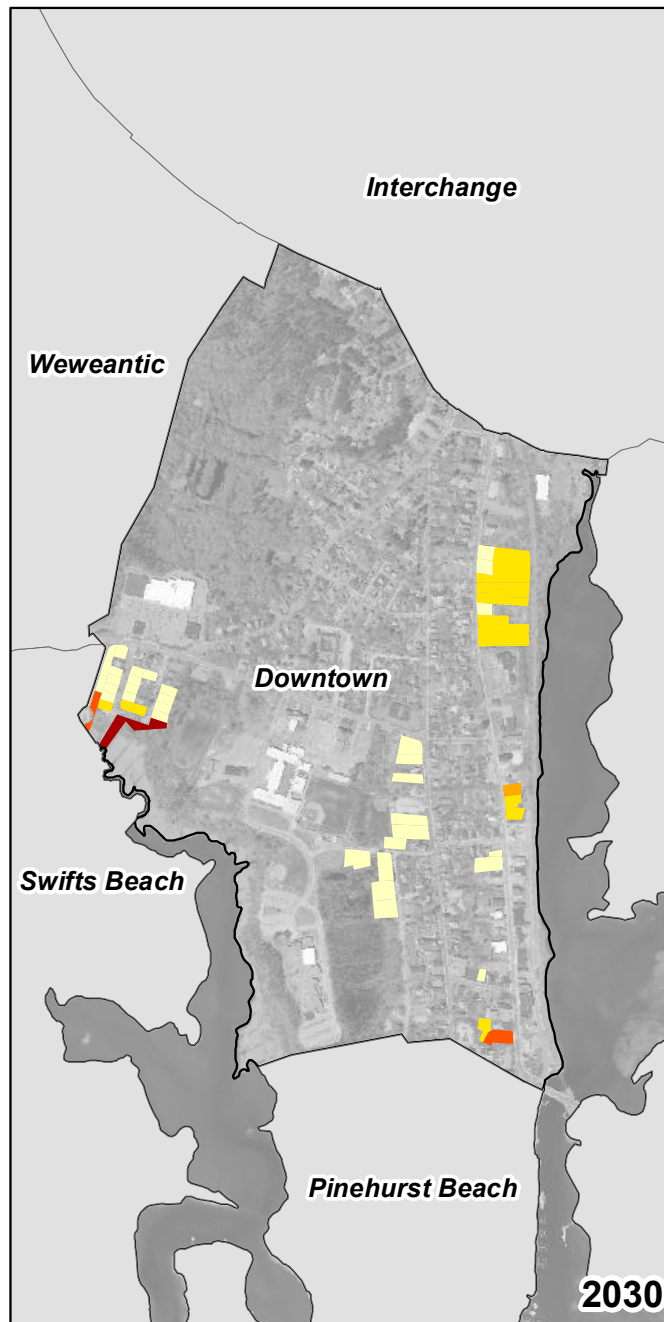 Interchange
Weweantic
Downtown
Swifts Beach
Pinehurst Beach
2030